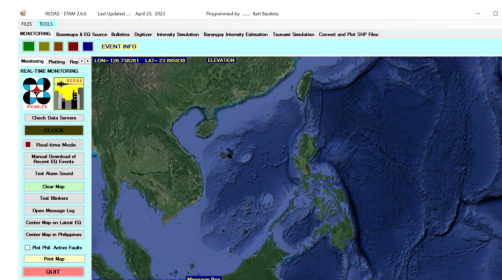 REDAS - ETAM 2.6.6 Last Updated ... April 23, 2023 Programmed by ....... Bart Bautista
FILES TOOLS
MONITORING Basemaps & EQ Source Bulletins Digitizer Intensity Simulation Barangay Intensity Estimation Tsunami Simulation Convert and Plot SHP Files
EVENT INFO
Monitoring Plotting Rep
LON= 126.738281 LAT= 23.885838 ELEVATION
REAL-TIME MONITORING
REDAS
PHIVOLCS
Check Data Servers
CLOCK
Real-time Mode
Manual Download of
Recent EQ Events
Test Alarm Sound
Clear Map
Test Blinkers
Open Message Log
Center Map on Latest EQ
Center Map in Philippines
Plot Phil Active Faults
Print Map
QUIT
Message Box